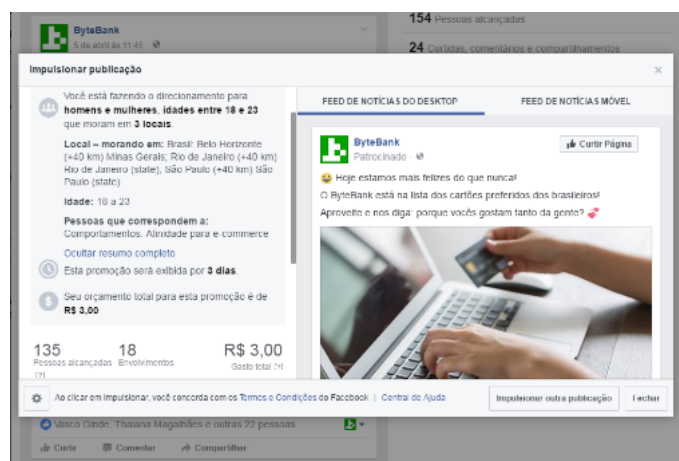 ByteBank
5 de abril às 11:45
154 Pessoas alcançadas
24 Curtidas, comentários e compartilhamentos
Impulsionar publicação
×
Você está fazendo o direcionamento para
homens e mulheres, idades entre 18 e 23
que moram em 3 locais.
Local – morando em: Brasil: Belo Horizonte
(+40 km) Minas Gerais; Rio de Janeiro (+40 km)
Rio de Janeiro (state); São Paulo (+40 km) São
Paulo (state)
Idade: 18 a 23
Pessoas que correspondem a:
Comportamentos: Afinidade para e-commerce
Ocultar resumo completo
Esta promoção será exibida por 3 dias.
Seu orçamento total para esta promoção é de
R$ 3,00
135
Pessoas alcançadas
[?]
18
Envolvimentos
R$ 3,00
Gasto total [?]
FEED DE NOTÍCIAS DO DESKTOP
FEED DE NOTÍCIAS MÓVEL
ByteBank
Patrocinado ·
Curtir Página
😄 Hoje estamos mais felizes do que nunca!
O ByteBank está na lista dos cartões preferidos dos brasileiros!
Aproveite e nos diga: porque vocês gostam tanto da gente? 💞
Ao clicar em Impulsionar, você concorda com os Termos e Condições do Facebook | Central de Ajuda
Impulsionar outra publicação
Fechar
Vasco Ginde, Thaiana Magalhães e outras 22 pessoas
Curtir
Comentar
Compartilhar